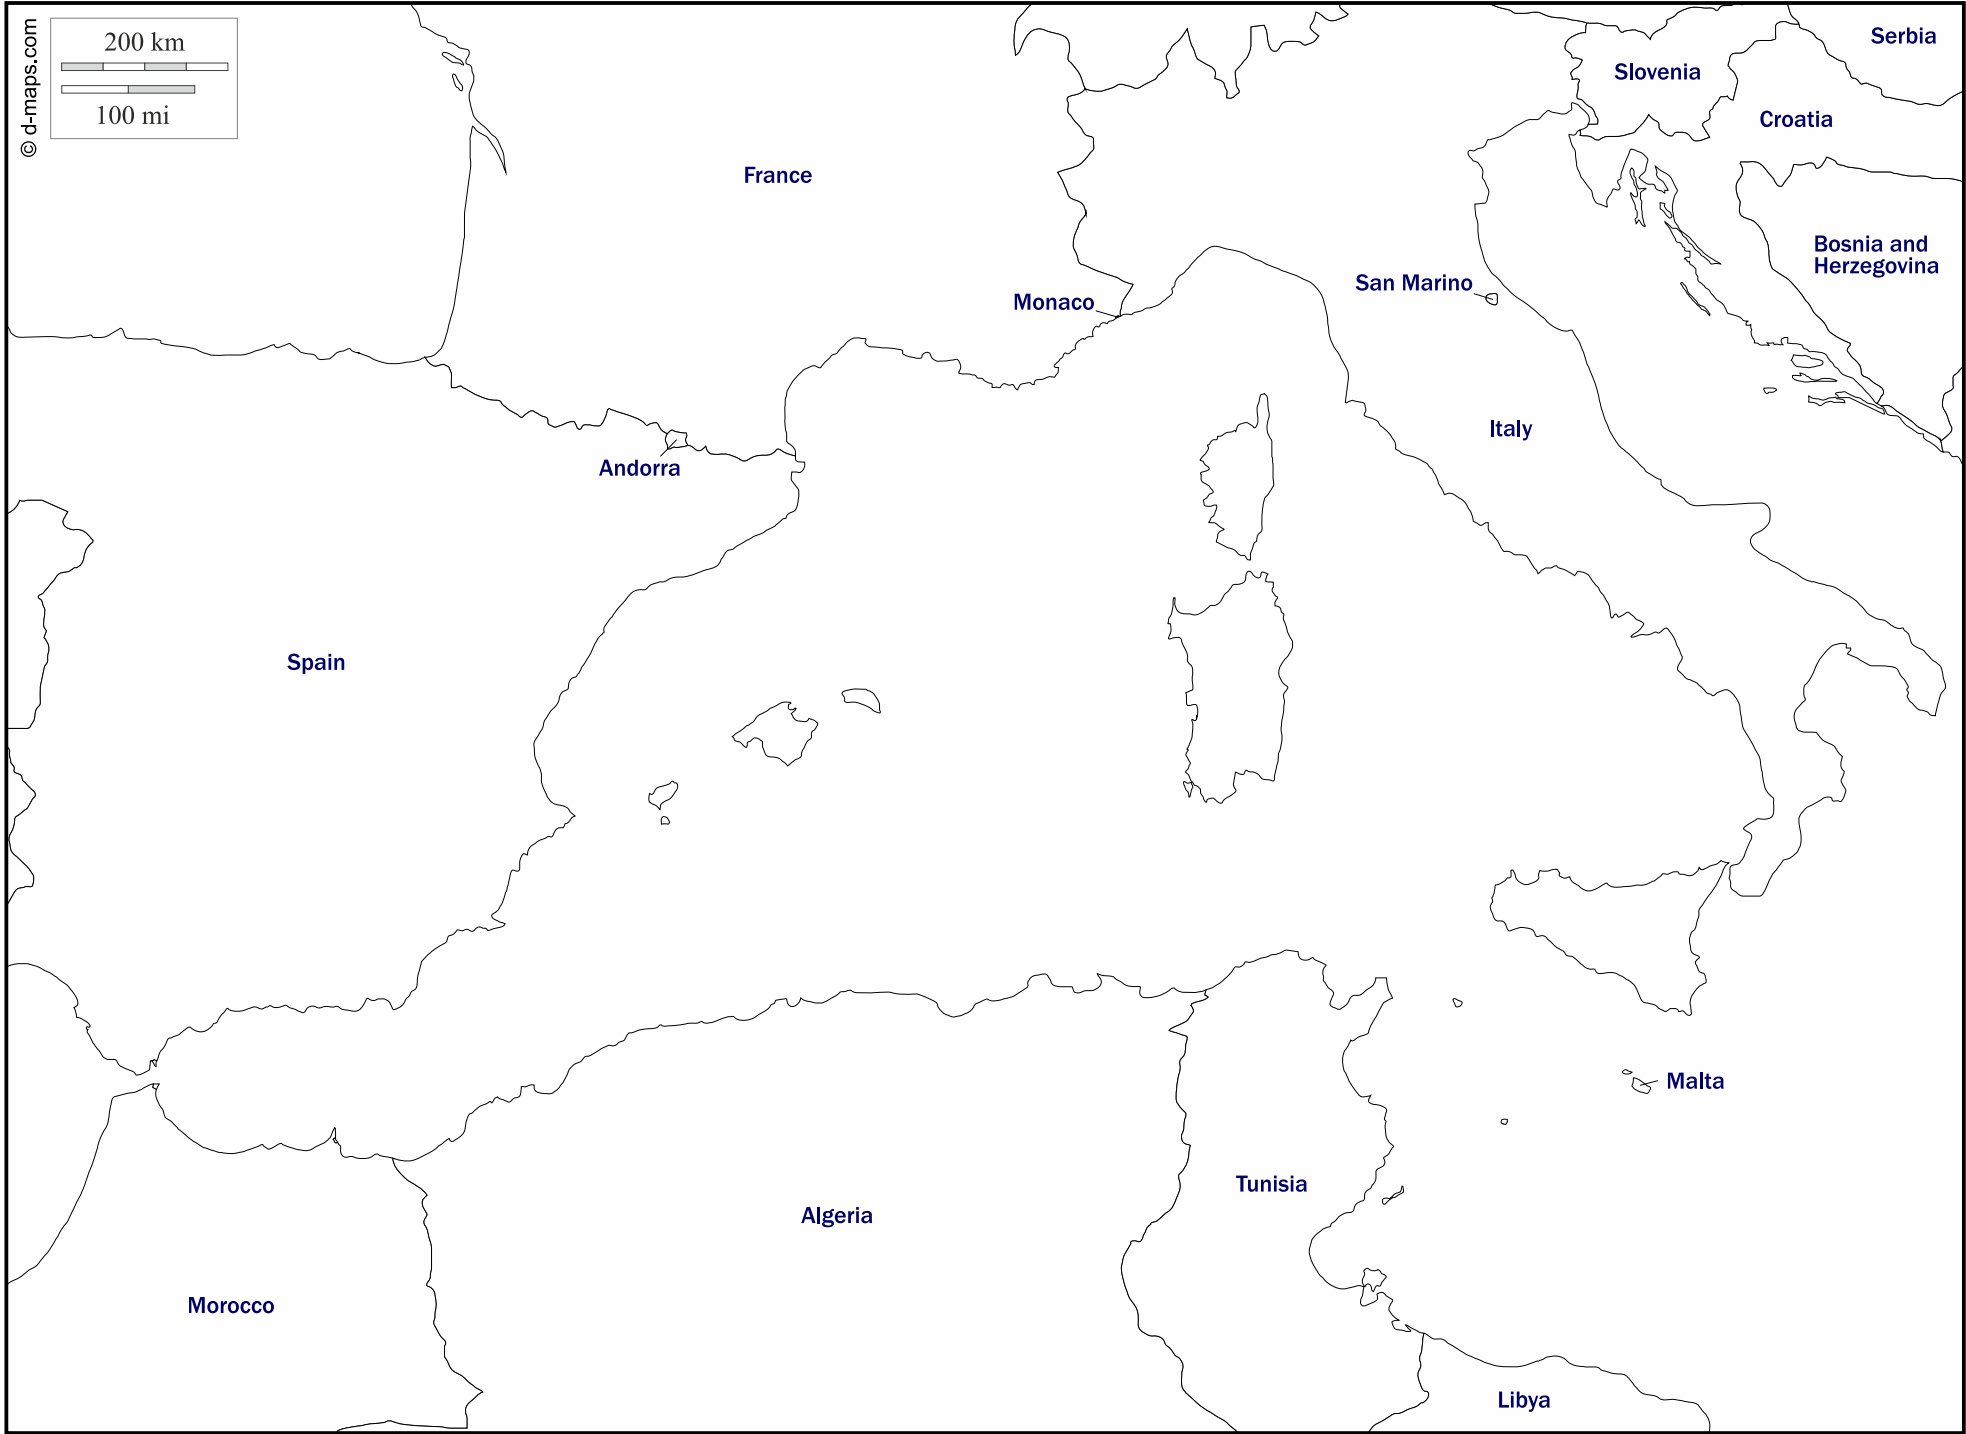 © d-maps.com
200 km
100 mi
Serbia
Slovenia
Croatia
France
Bosnia and
Herzegovina
San Marino
Monaco
Italy
Andorra
Spain
Malta
Tunisia
Algeria
Morocco
Libya